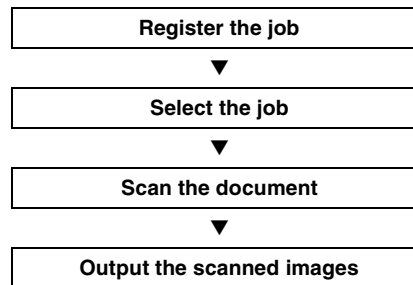 Register the job
Select the job
Scan the document
Output the scanned images